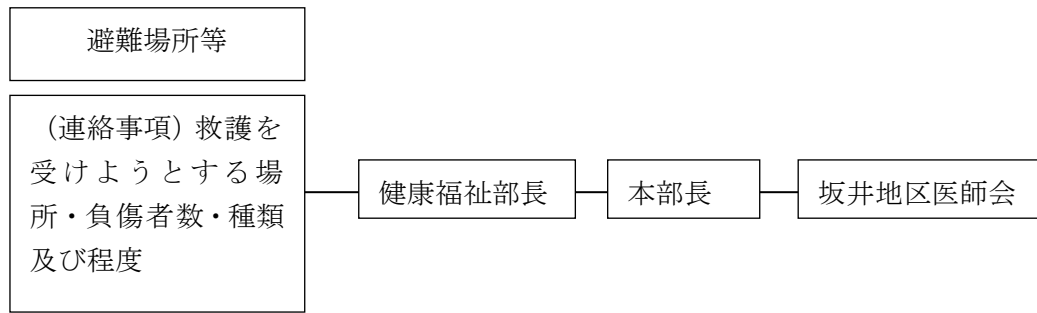 避難場所等
（連絡事項）救護を
受けようとする場
所・負傷者数・種類
及び程度
健康福祉部長
本部長
坂井地区医師会